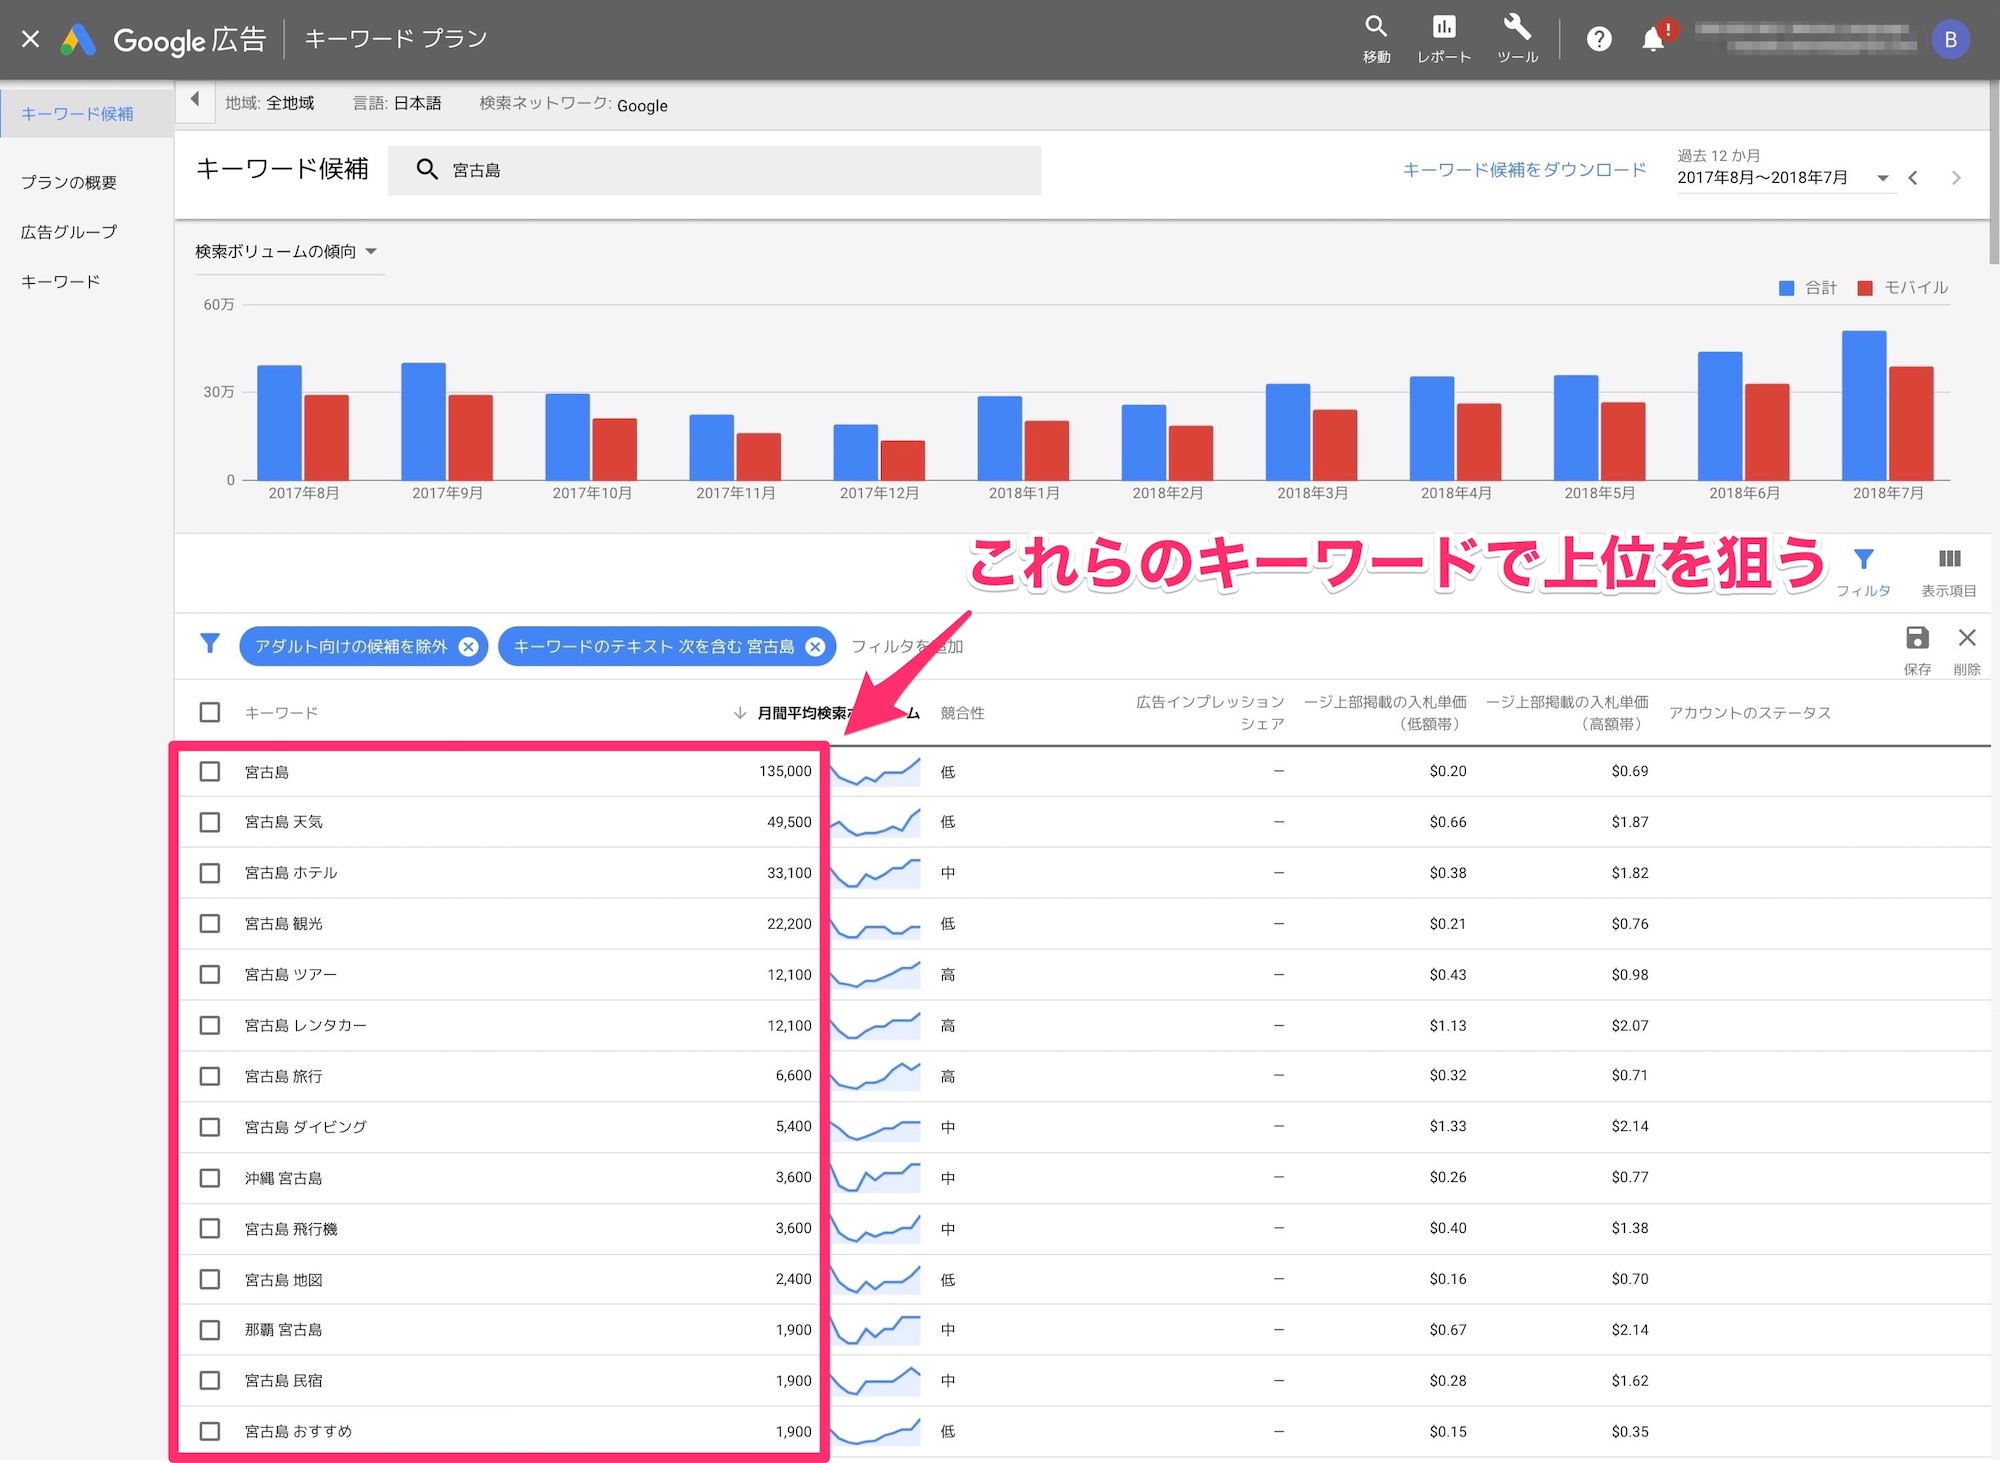 Google 広告 キーワード プラン
移動 レポート ツール
B
キーワード候補
プランの概要
広告グループ
キーワード
地域: 全地域 言語: 日本語 検索ネットワーク: Google
キーワード候補 宮古島 キーワード候補をダウンロード
過去 12 か月
2017年8月～2018年7月
検索ボリュームの傾向
合計 モバイル
60万
30万
0
2017年8月 2017年9月 2017年10月 2017年11月 2017年12月 2018年1月 2018年2月 2018年3月 2018年4月 2018年5月 2018年6月 2018年7月
これらのキーワードで上位を狙う
フィルタ 表示項目
アダルト向けの候補を除外 キーワードのテキスト 次を含む 宮古島 フィルタを追加
保存 削除
キーワード 月間平均検索ボ ム 競合性 広告インプレッション シェア ージ上部掲載の入札単価 （低額帯） ージ上部掲載の入札単価 （高額帯） アカウントのステータス
宮古島 135,000 低 – $0.20 $0.69
宮古島 天気 49,500 低 – $0.66 $1.87
宮古島 ホテル 33,100 中 – $0.38 $1.82
宮古島 観光 22,200 低 – $0.21 $0.76
宮古島 ツアー 12,100 高 – $0.43 $0.98
宮古島 レンタカー 12,100 高 – $1.13 $2.07
宮古島 旅行 6,600 高 – $0.32 $0.71
宮古島 ダイビング 5,400 中 – $1.33 $2.14
沖縄 宮古島 3,600 中 – $0.26 $0.77
宮古島 飛行機 3,600 中 – $0.40 $1.38
宮古島 地図 2,400 低 – $0.16 $0.70
那覇 宮古島 1,900 中 – $0.67 $2.14
宮古島 民宿 1,900 中 – $0.28 $1.62
宮古島 おすすめ 1,900 低 – $0.15 $0.35